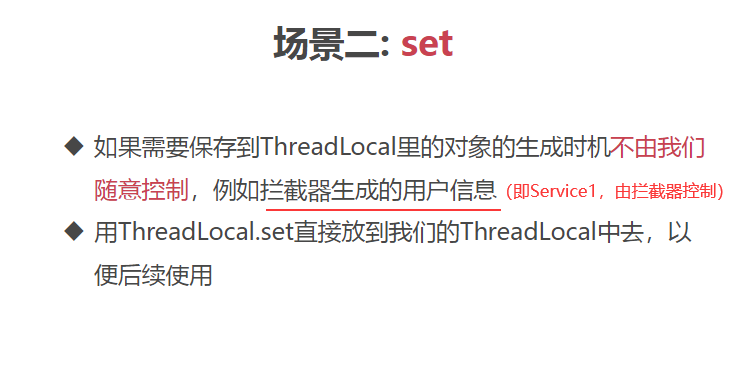 场景二: set
◆ 如果需要保存到ThreadLocal里的对象的生成时机不由我们
随意控制，例如拦截器生成的用户信息（即Service1，由拦截器控制）
◆ 用ThreadLocal.set直接放到我们的ThreadLocal中去，以
便后续使用